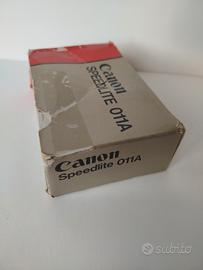 Canon
SPEEDLITE 011A
Canon
Speedlite 011A
subito